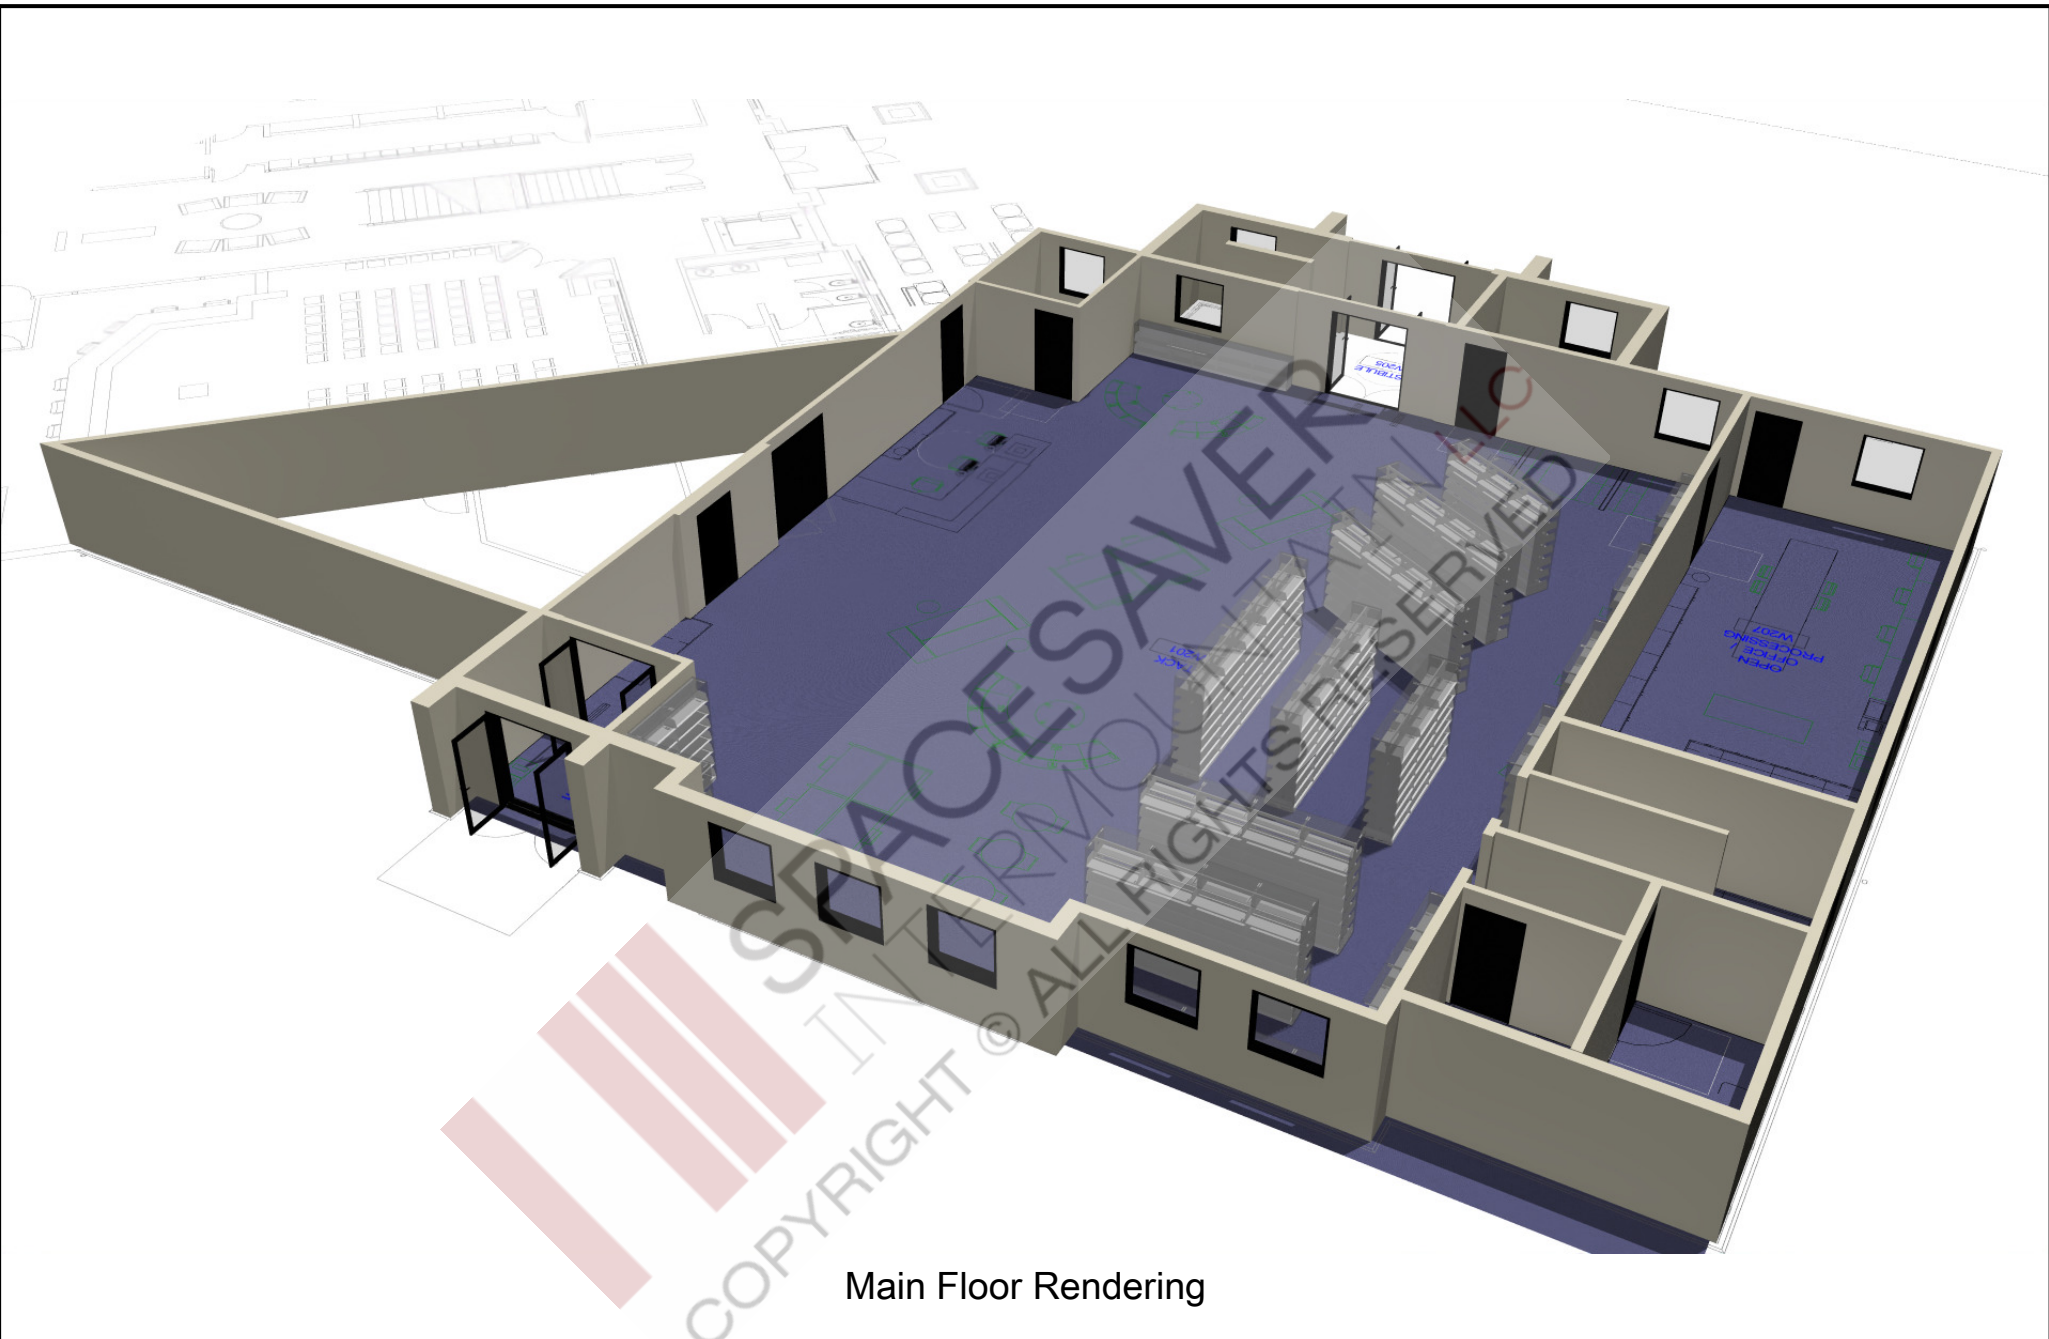 SPACESAVER
INTERMOUNTAIN LLC
COPYRIGHT © ALL RIGHTS RESERVED
OPEN
OFFICE /
PROCESSING
W207
Main Floor Rendering